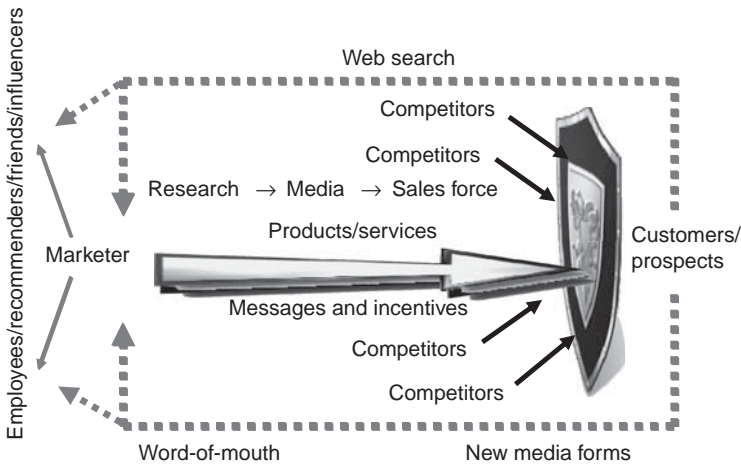 Web search
Employees/recommenders/friends/influencers
Competitors
Competitors
Research → Media → Sales force
Products/services
Marketer
Customers/
prospects
Messages and incentives
Competitors
Competitors
Word-of-mouth
New media forms